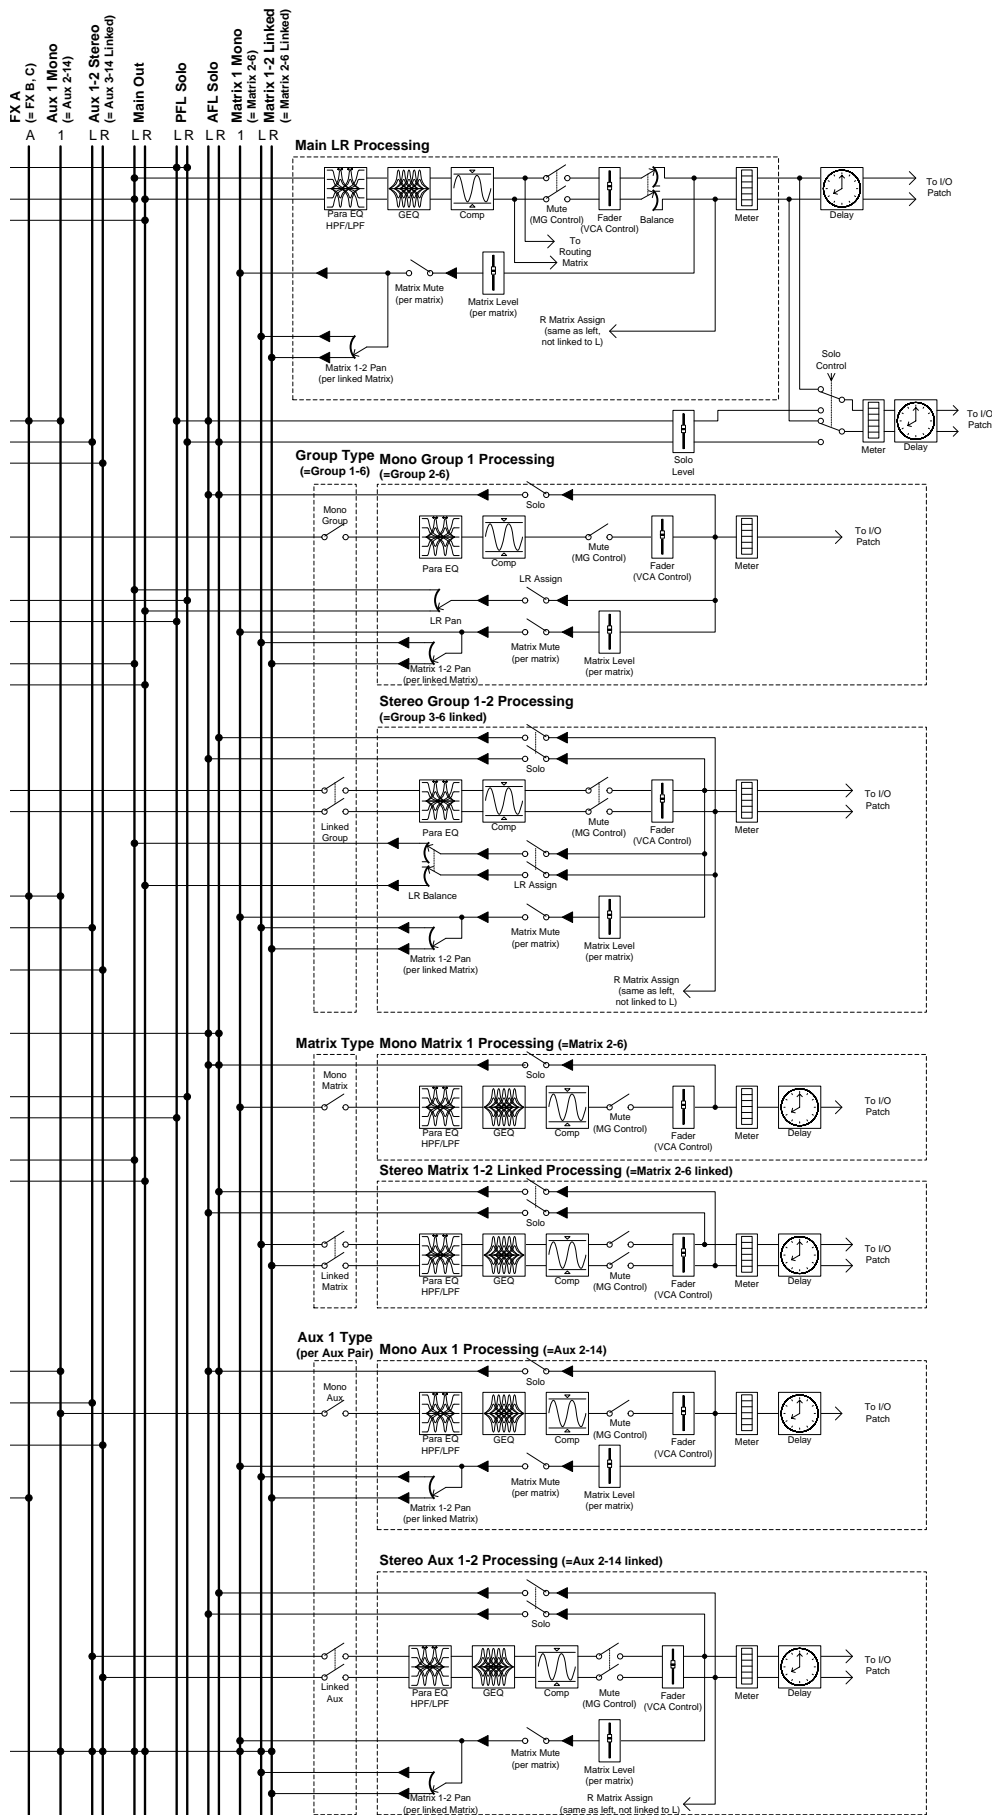 FX A
(= FX B, C)
Aux 1 Mono
(= Aux 2-14)
Aux 1-2 Stereo
(= Aux 3-14 Linked)
Main Out
PFL Solo
AFL Solo
Matrix 1 Mono
(= Matrix 2-6)
Matrix 1-2 Linked
(= Matrix 2-6 Linked)
A 1 L R L R L R L R 1 L R
Main LR Processing
Para EQ
HPF/LPF
GEQ
Comp
Mute
(MG Control)
Fader
(VCA Control)
Balance
Meter
Delay
To I/O
Patch
To
Routing
Matrix
Matrix Mute
(per matrix)
Matrix Level
(per matrix)
R Matrix Assign
(same as left,
not linked to L)
Matrix 1-2 Pan
(per linked Matrix)
Solo
Control
Solo
Level
Meter
Delay
To I/O
Patch
Group Type
(=Group 1-6)
Mono Group 1 Processing
(=Group 2-6)
Mono
Group
Solo
Para EQ
Comp
Mute
(MG Control)
Fader
(VCA Control)
Meter
To I/O
Patch
LR Assign
LR Pan
Matrix Mute
(per matrix)
Matrix Level
(per matrix)
Matrix 1-2 Pan
(per linked Matrix)
Stereo Group 1-2 Processing
(=Group 3-6 linked)
Solo
Linked
Group
Para EQ
Comp
Mute
(MG Control)
Fader
(VCA Control)
Meter
To I/O
Patch
LR Balance
LR Assign
Matrix Mute
(per matrix)
Matrix Level
(per matrix)
Matrix 1-2 Pan
(per linked Matrix)
R Matrix Assign
(same as left,
not linked to L)
Matrix Type
Mono Matrix 1 Processing (=Matrix 2-6)
Mono
Matrix
Solo
Para EQ
HPF/LPF
GEQ
Comp
Mute
(MG Control)
Fader
(VCA Control)
Meter
Delay
To I/O
Patch
Stereo Matrix 1-2 Linked Processing (=Matrix 2-6 linked)
Solo
Linked
Matrix
Para EQ
HPF/LPF
GEQ
Comp
Mute
(MG Control)
Fader
(VCA Control)
Meter
Delay
To I/O
Patch
Aux 1 Type
(per Aux Pair)
Mono Aux 1 Processing (=Aux 2-14)
Mono
Aux
Solo
Para EQ
HPF/LPF
GEQ
Comp
Mute
(MG Control)
Fader
(VCA Control)
Meter
Delay
To I/O
Patch
Matrix Mute
(per matrix)
Matrix Level
(per matrix)
Matrix 1-2 Pan
(per linked Matrix)
Stereo Aux 1-2 Processing (=Aux 2-14 linked)
Solo
Linked
Aux
Para EQ
HPF/LPF
GEQ
Comp
Mute
(MG Control)
Fader
(VCA Control)
Meter
Delay
To I/O
Patch
Matrix Mute
(per matrix)
Matrix Level
(per matrix)
Matrix 1-2 Pan
(per linked Matrix)
R Matrix Assign
(same as left, not linked to L)